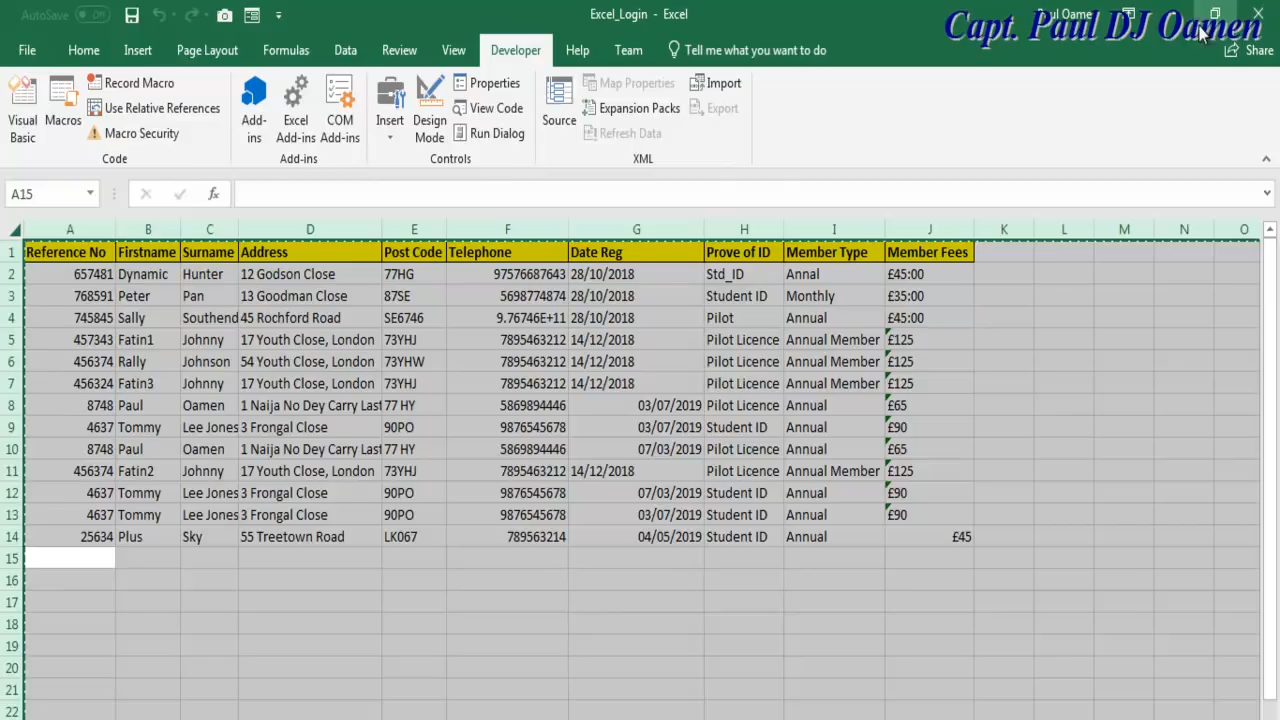 AutoSave Off Excel_Login - Excel Paul Oame
Capt. Paul DJ Oamen
File Home Insert Page Layout Formulas Data Review View Developer Help Team Tell me what you want to do Share
Visual Basic
Macros
Record Macro
Use Relative References
Macro Security
Code
Add-ins
Excel Add-ins
COM Add-ins
Add-ins
Insert
Design Mode
Properties
View Code
Run Dialog
Controls
Source
Map Properties
Expansion Packs
Refresh Data
Import
Export
XML
A15 fx
A B C D E F G H I J K L M N O
1 Reference No Firstname Surname Address Post Code Telephone Date Reg Prove of ID Member Type Member Fees
2 657481 Dynamic Hunter 12 Godson Close 77HG 97576687643 28/10/2018 Std_ID Annal £45:00
3 768591 Peter Pan 13 Goodman Close 87SE 5698774874 28/10/2018 Student ID Monthly £35:00
4 745845 Sally Southend 45 Rochford Road SE6746 9.76746E+11 28/10/2018 Pilot Annual £45:00
5 457343 Fatin1 Johnny 17 Youth Close, London 73YHJ 7895463212 14/12/2018 Pilot Licence Annual Member £125
6 456374 Rally Johnson 54 Youth Close, London 73YHW 7895463212 14/12/2018 Pilot Licence Annual Member £125
7 456324 Fatin3 Johnny 17 Youth Close, London 73YHJ 7895463212 14/12/2018 Pilot Licence Annual Member £125
8 8748 Paul Oamen 1 Naija No Dey Carry Last 77 HY 5869894446 03/07/2019 Pilot Licence Annual £65
9 4637 Tommy Lee Jones 3 Frongal Close 90PO 9876545678 03/07/2019 Student ID Annual £90
10 8748 Paul Oamen 1 Naija No Dey Carry Last 77 HY 5869894446 07/03/2019 Pilot Licence Annual £65
11 456374 Fatin2 Johnny 17 Youth Close, London 73YHJ 7895463212 14/12/2018 Pilot Licence Annual Member £125
12 4637 Tommy Lee Jones 3 Frongal Close 90PO 9876545678 07/03/2019 Student ID Annual £90
13 4637 Tommy Lee Jones 3 Frongal Close 90PO 9876545678 03/07/2019 Student ID Annual £90
14 25634 Plus Sky 55 Treetown Road LK067 789563214 04/05/2019 Student ID Annual £45
15
16
17
18
19
20
21
22